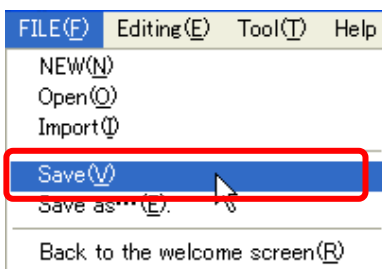 FILE(F) Editing(E) Tool(T) Help
NEW(N)
Open(O)
Import(I)
Save(V)
Save as…(E).
Back to the welcome screen(R)